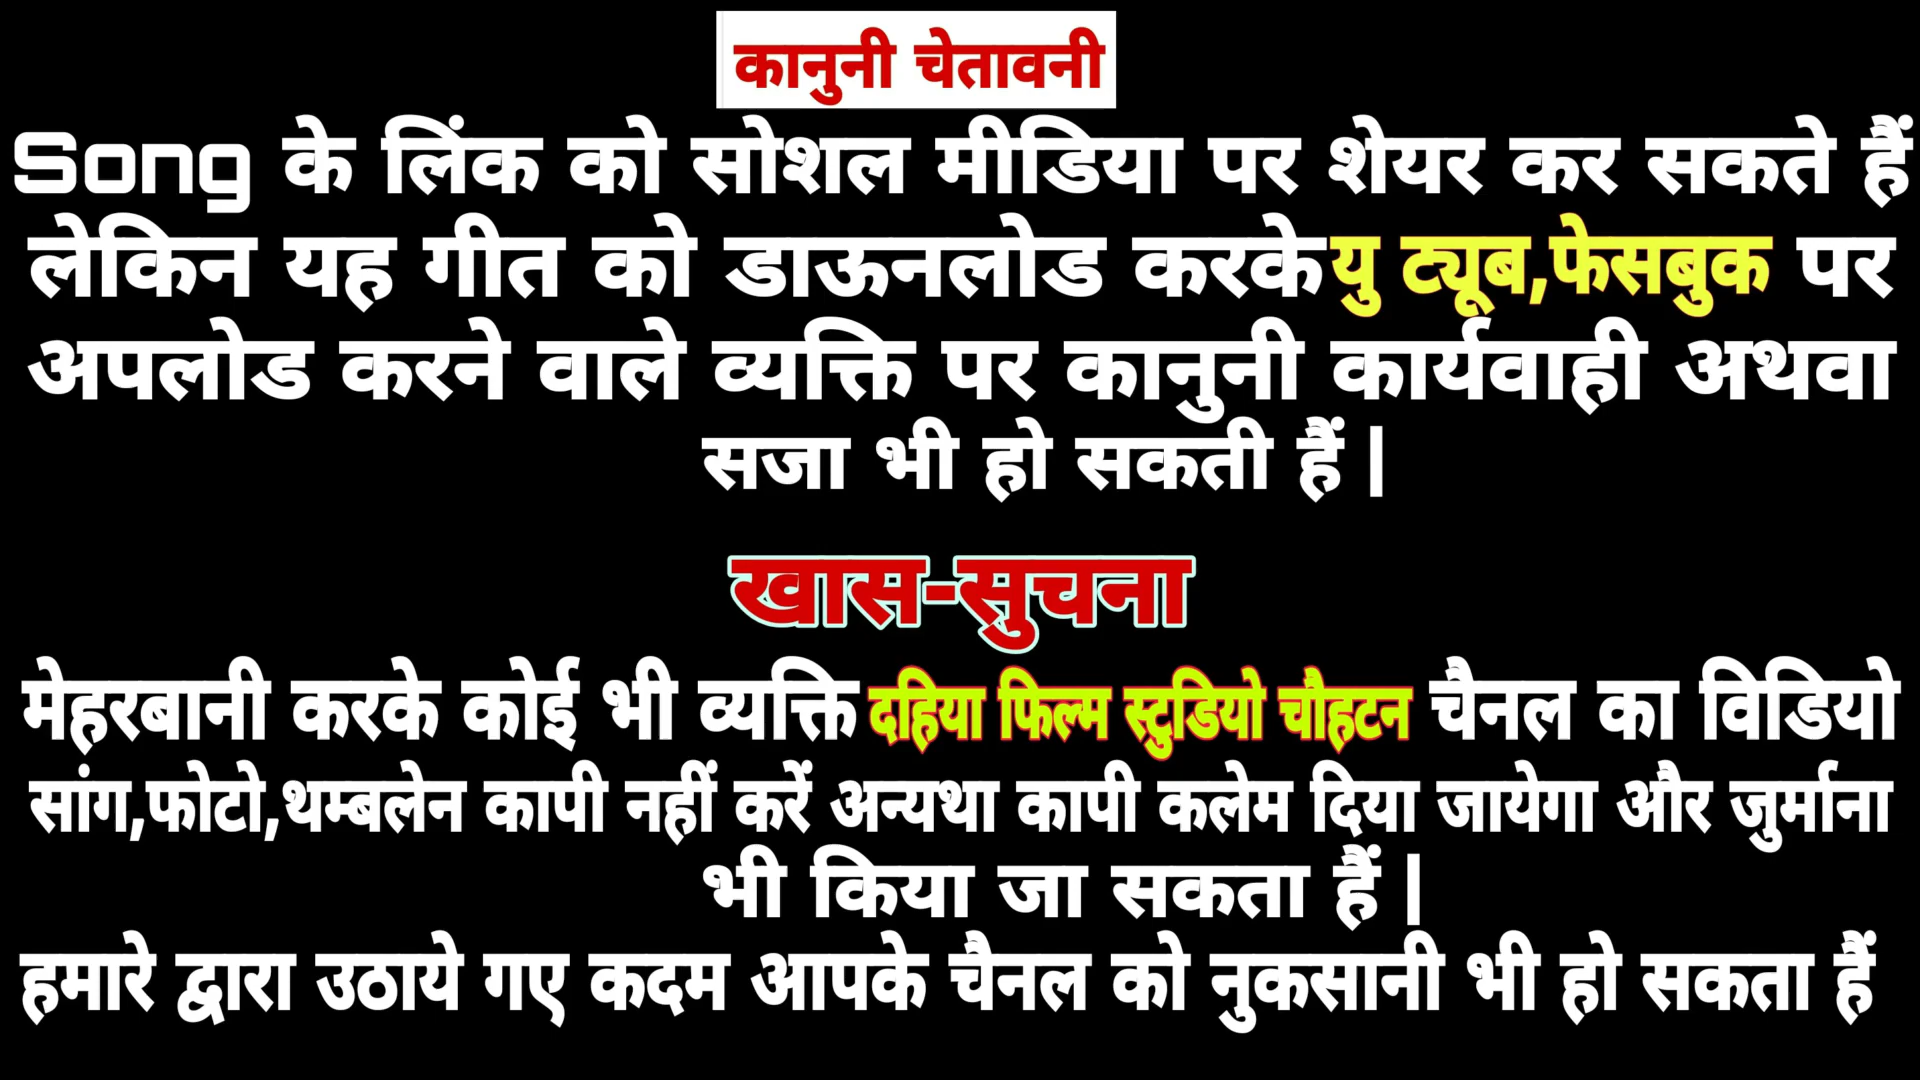 कानुनी चेतावनी
Song के लिंक को सोशल मीडिया पर शेयर कर सकते हैं
लेकिन यह गीत को डाऊनलोड करके यु ट्यूब,फेसबुक पर
अपलोड करने वाले व्यक्ति पर कानुनी कार्यवाही अथवा
सजा भी हो सकती हैं |
खास-सुचना
मेहरबानी करके कोई भी व्यक्ति दहिया फिल्म स्टुडियो चौहटन चैनल का विडियो
सांग,फोटो,थम्बलेन कापी नहीं करें अन्यथा कापी कलेम दिया जायेगा और जुर्माना
भी किया जा सकता हैं |
हमारे द्वारा उठाये गए कदम आपके चैनल को नुकसानी भी हो सकता हैं